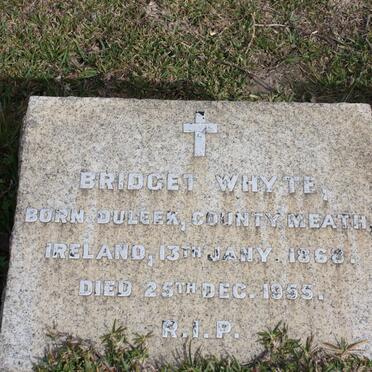 BRIDGET WHYTE,
BORN DULEEK, COUNTY MEATH,
IRELAND, 13TH JANY. 1868.
DIED 25TH DEC. 1955.
R.I.P.